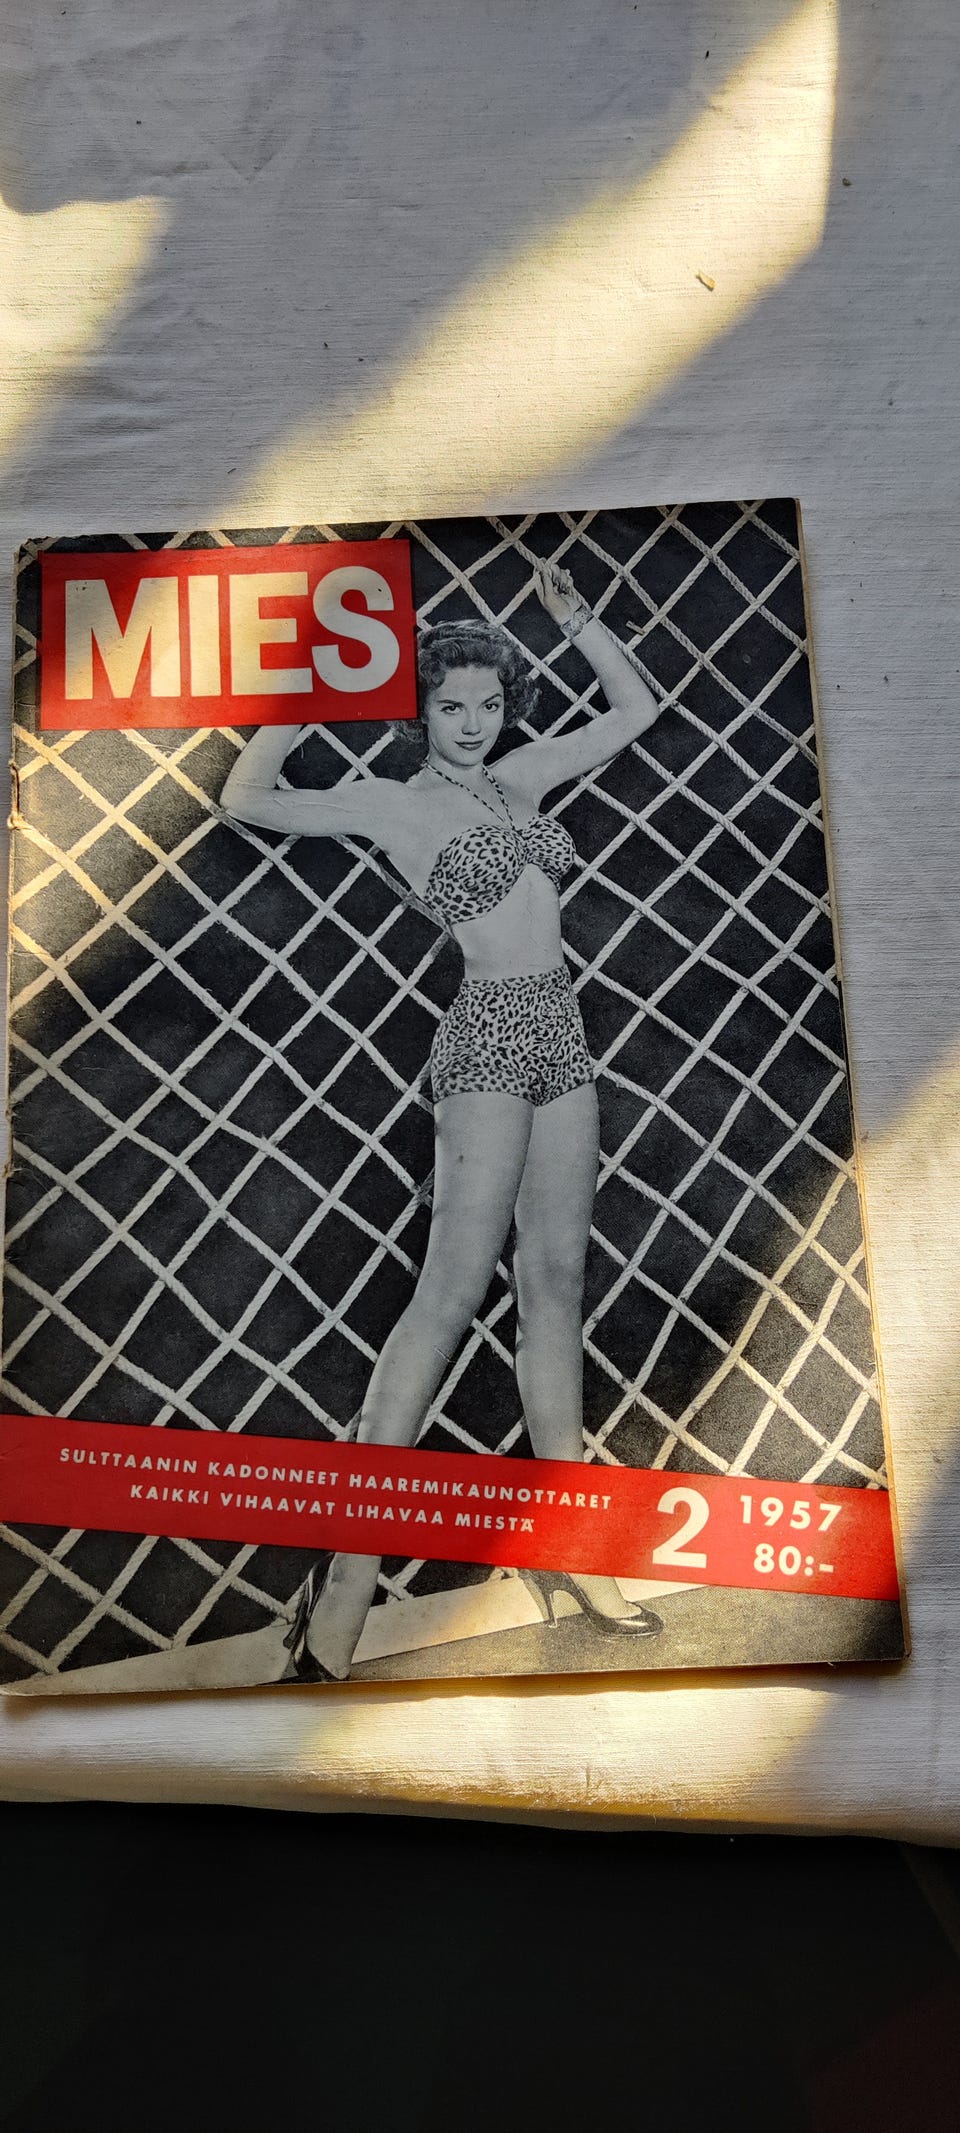 MIES
SULTTAANIN KADONNEET HAAREMIKAUNOTTARET
KAIKKI VIHAAVAT LIHAVAA MIESTÄ
2
1957
80:-